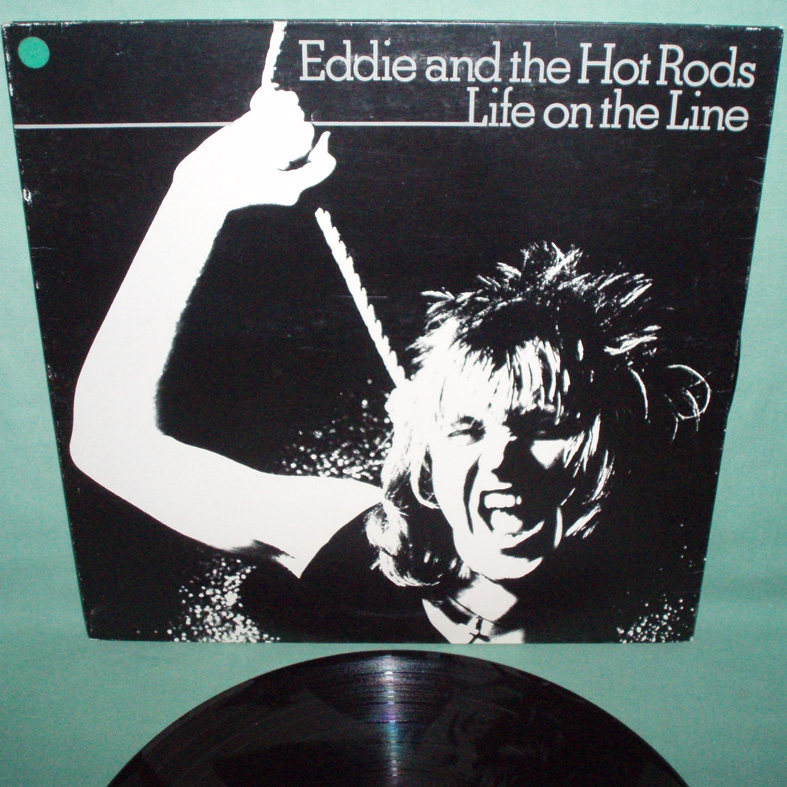 Eddie and the Hot Rods
Life on the Line